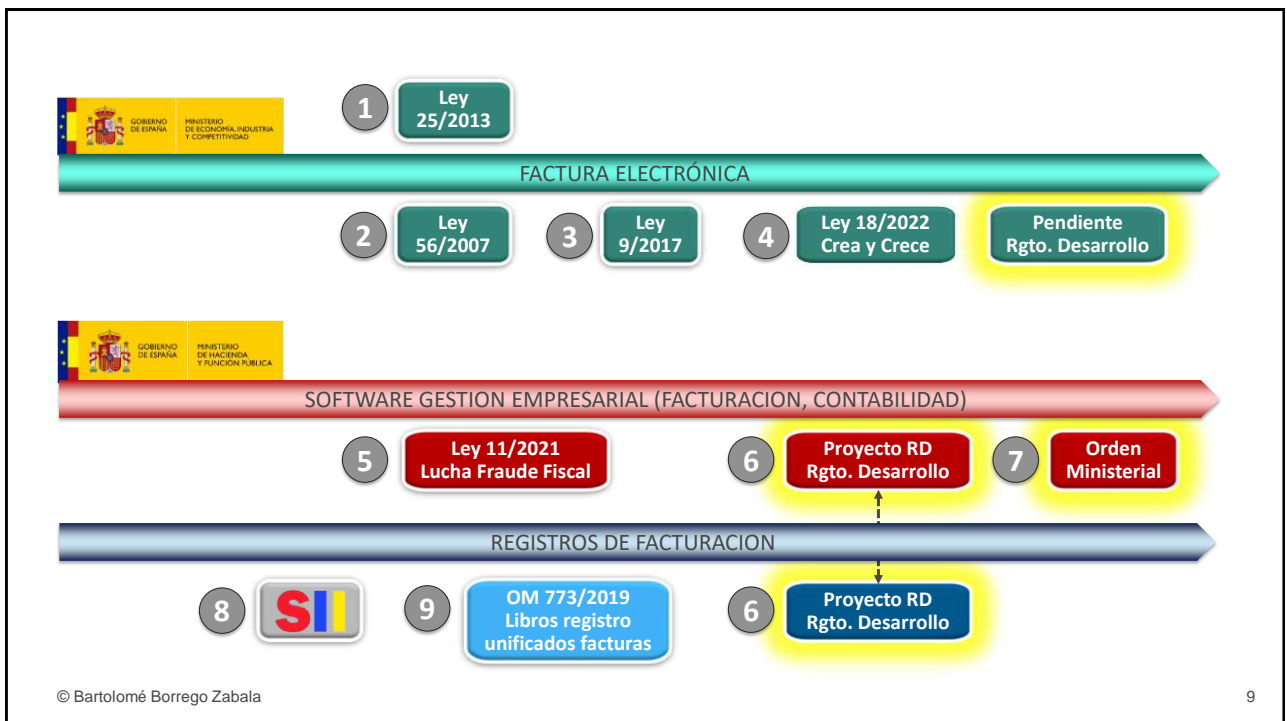 1
Ley
25/2013
GOBIERNO
DE ESPAÑA
MINISTERIO
DE ECONOMÍA, INDUSTRIA
Y COMPETITIVIDAD
FACTURA ELECTRÓNICA
2
Ley
56/2007
3
Ley
9/2017
4
Ley 18/2022
Crea y Crece
Pendiente
Rgto. Desarrollo
GOBIERNO
DE ESPAÑA
MINISTERIO
DE HACIENDA
Y FUNCIÓN PÚBLICA
SOFTWARE GESTION EMPRESARIAL (FACTURACION, CONTABILIDAD)
5
Ley 11/2021
Lucha Fraude Fiscal
6
Proyecto RD
Rgto. Desarrollo
7
Orden
Ministerial
REGISTROS DE FACTURACION
8
SII
9
OM 773/2019
Libros registro
unificados facturas
6
Proyecto RD
Rgto. Desarrollo
© Bartolomé Borrego Zabala
9